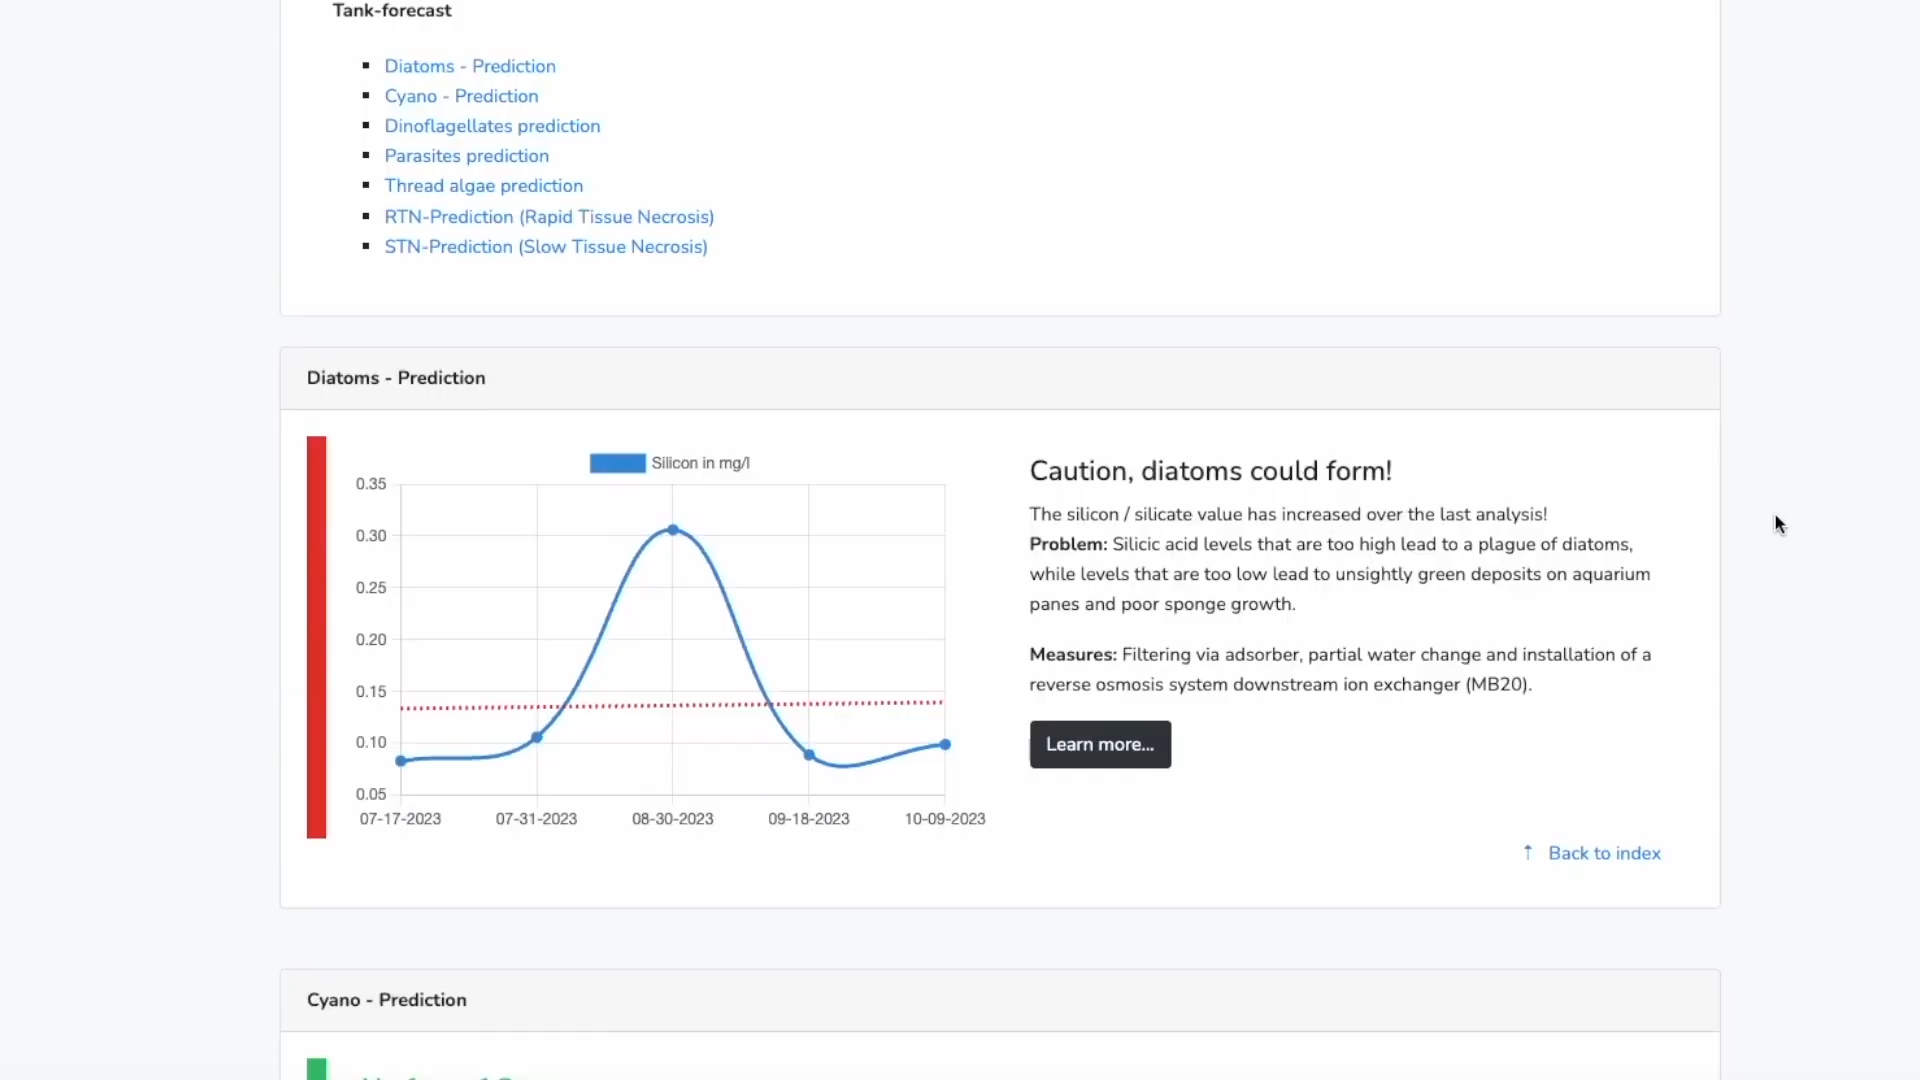 Tank-forecast
Diatoms - Prediction
Cyano - Prediction
Dinoflagellates prediction
Parasites prediction
Thread algae prediction
RTN-Prediction (Rapid Tissue Necrosis)
STN-Prediction (Slow Tissue Necrosis)
Diatoms - Prediction
Silicon in mg/l
0.35
0.30
0.25
0.20
0.15
0.10
0.05
07-17-2023 07-31-2023 08-30-2023 09-18-2023 10-09-2023
Caution, diatoms could form!
The silicon / silicate value has increased over the last analysis!
Problem: Silicic acid levels that are too high lead to a plague of diatoms,
while levels that are too low lead to unsightly green deposits on aquarium
panes and poor sponge growth.
Measures: Filtering via adsorber, partial water change and installation of a
reverse osmosis system downstream ion exchanger (MB20).
Learn more...
↑ Back to index
Cyano - Prediction